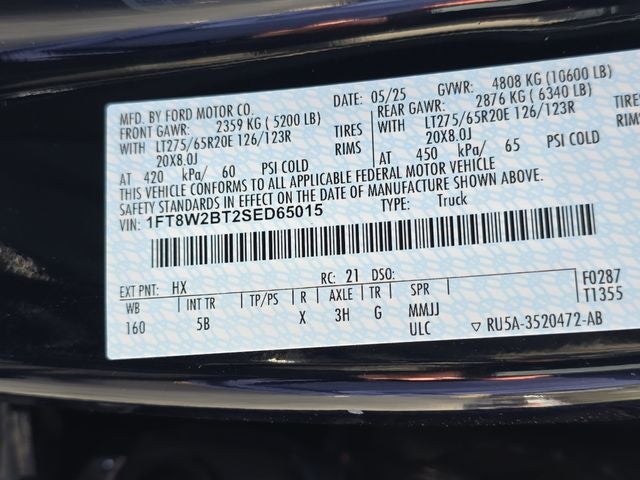 MFD. BY FORD MOTOR CO. DATE: 05/25 GVWR: 4808 KG (10600 LB)
FRONT GAWR: 2359 KG ( 5200 LB) REAR GAWR: 2876 KG ( 6340 LB)
WITH LT275/65R20E 126/123R TIRES WITH LT275/65R20E 126/123R TIRES
20X8.0J RIMS 20X8.0J RIMS
AT 420 kPa/ 60 PSI COLD AT 450 kPa/ 65 PSI COLD
THIS VEHICLE CONFORMS TO ALL APPLICABLE FEDERAL MOTOR VEHICLE
SAFETY STANDARDS IN EFFECT ON THE DATE OF MANUFACTURE SHOWN ABOVE.
VIN: 1FT8W2BT2SED65015 TYPE: Truck
EXT PNT: HX RC: 21 DSO: F0287
WB INT TR TP/PS R AXLE TR SPR T1355
160 5B X 3H G MMJJ
ULC ▽ RU5A-3520472-AB